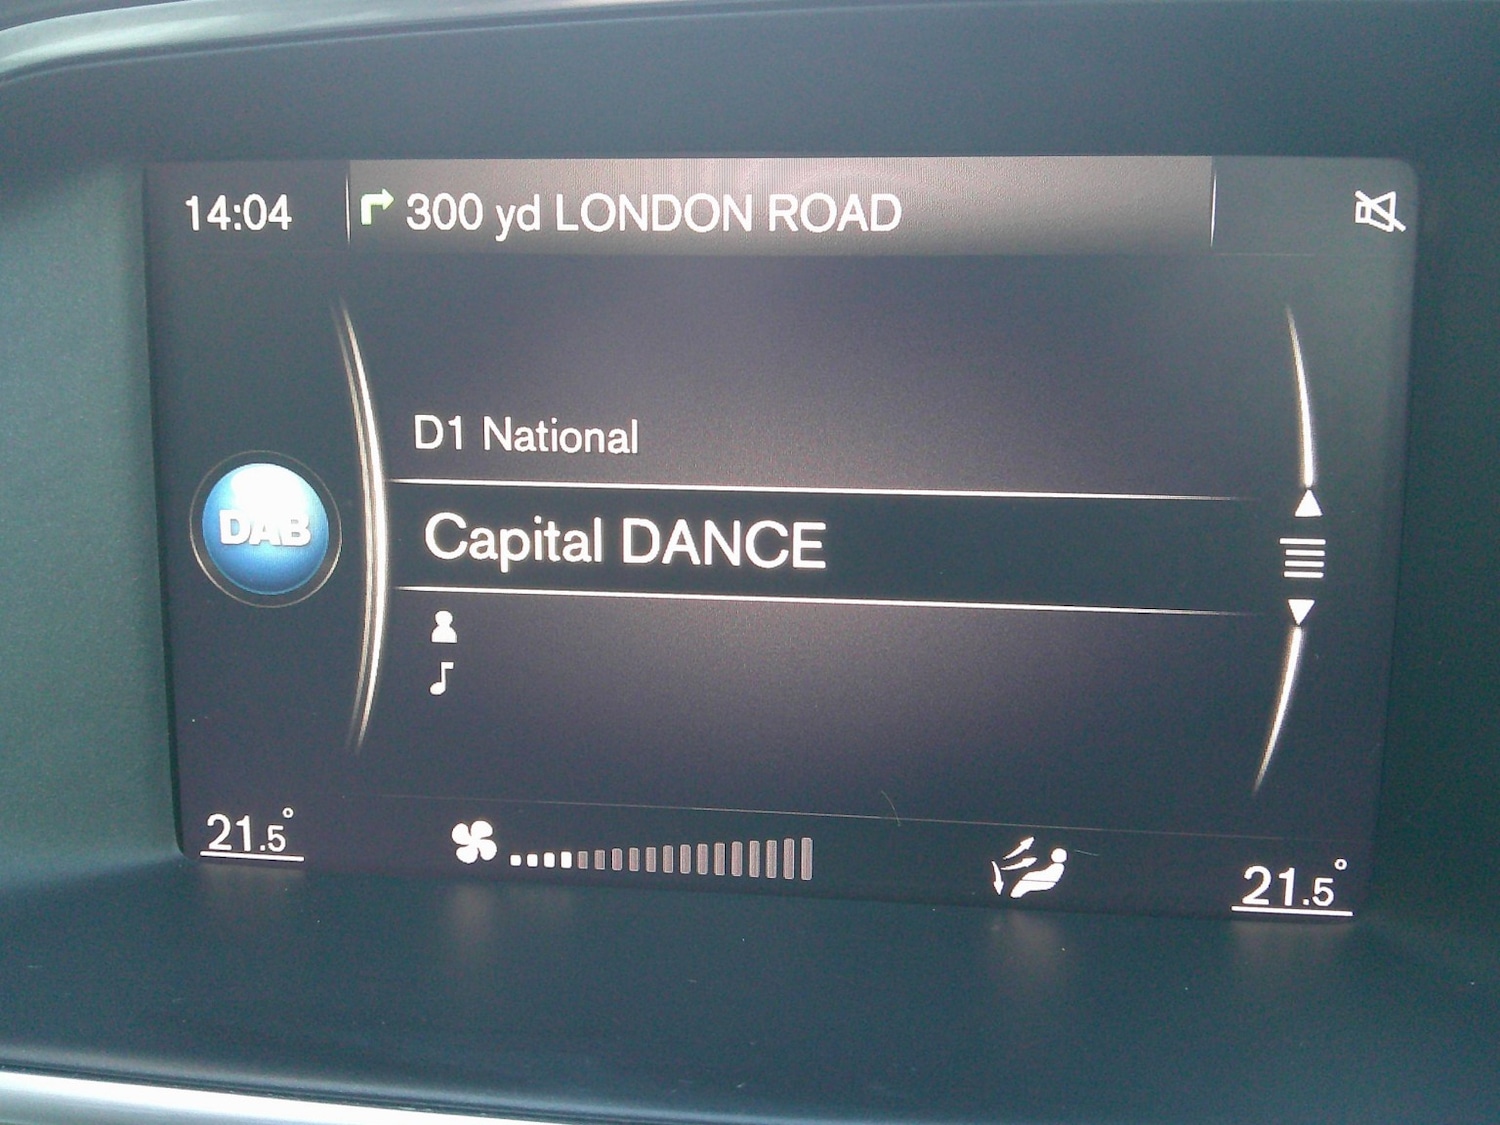 14:04
300 yd LONDON ROAD
D1 National
DAB
Capital DANCE
21.5°
21.5°